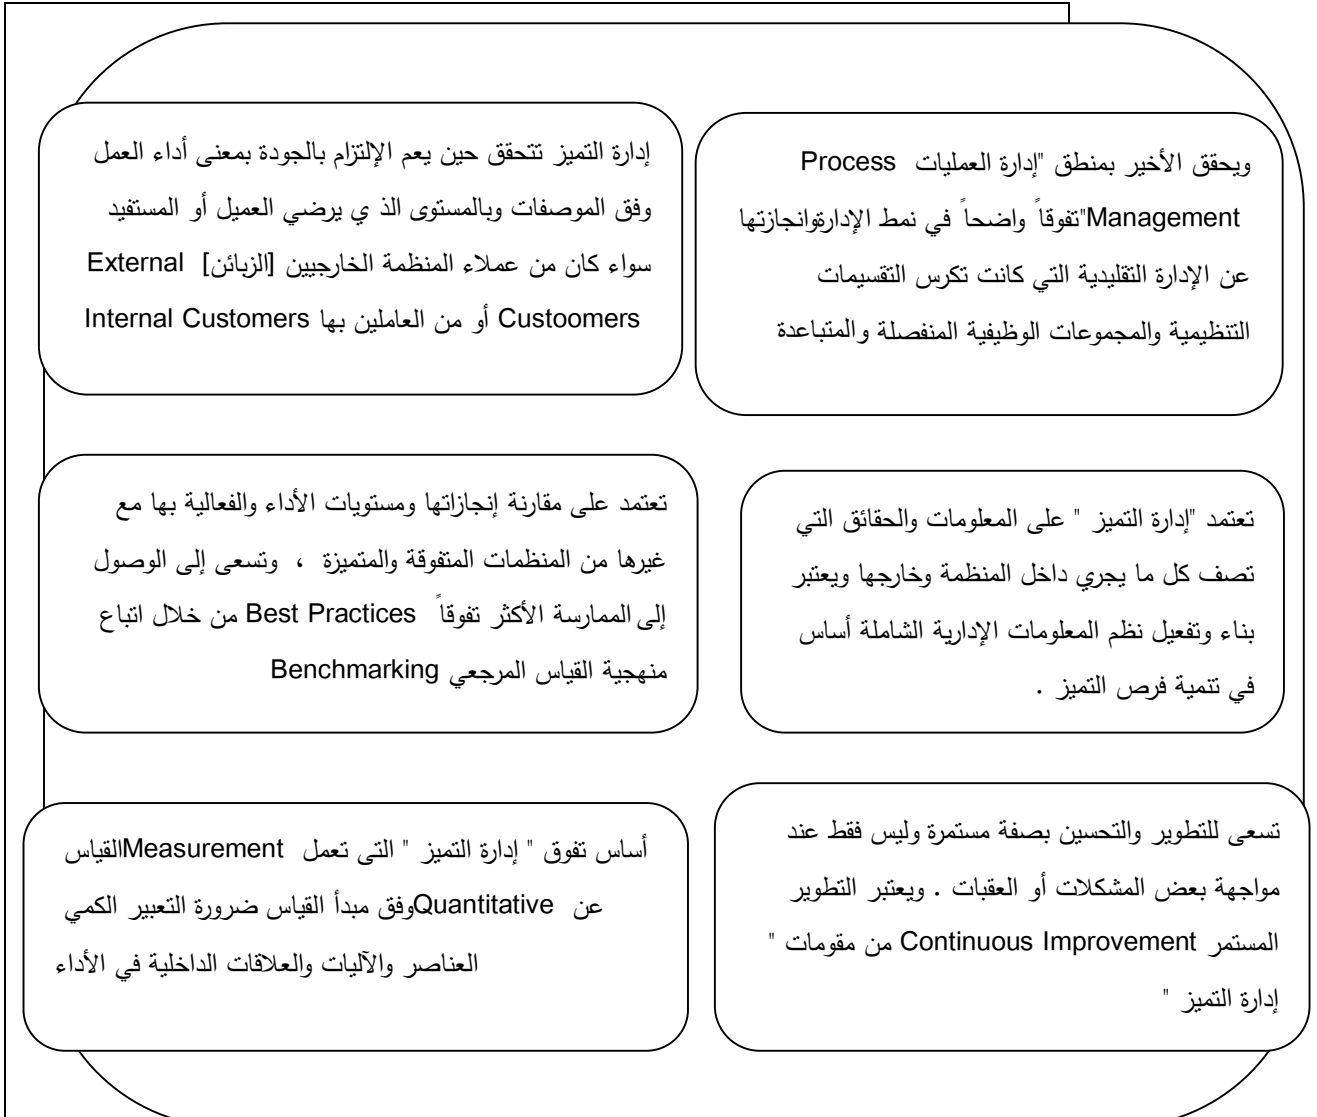 ويحقق الأخير بمنطق "إدارة العمليات Process
Management"تفوقاً واضحاً في نمط الإدارةوانجازتها
عن الإدارة التقليدية التي كانت تكرس التقسيمات
التنظيمية والمجموعات الوظيفية المنفصلة والمتباعدة
إدارة التميز تتحقق حين يعم الإلتزام بالجودة بمعنى أداء العمل
وفق الموصفات وبالمستوى الذ ي يرضي العميل أو المستفيد
سواء كان من عملاء المنظمة الخارجيين [الزبائن] External
Custoomers أو من العاملين بها Internal Customers
تعتمد "إدارة التميز " على المعلومات والحقائق التي
تصف كل ما يجري داخل المنظمة وخارجها ويعتبر
بناء وتفعيل نظم المعلومات الإدارية الشاملة أساس
في تنمية فرص التميز .
تعتمد على مقارنة إنجازاتها ومستويات الأداء والفعالية بها مع
غيرها من المنظمات المتفوقة والمتميزة ، وتسعى إلى الوصول
إلى الممارسة الأكثر تفوقاً Best Practices من خلال اتباع
منهجية القياس المرجعي Benchmarking
تسعى للتطوير والتحسين بصفة مستمرة وليس فقط عند
مواجهة بعض المشكلات أو العقبات . ويعتبر التطوير
المستمر Continuous Improvement من مقومات "
إدارة التميز "
أساس تفوق " إدارة التميز " التى تعمل Measurementالقياس
عن Quantitativeوفق مبدأ القياس ضرورة التعبير الكمي
العناصر والآليات والعلاقات الداخلية في الأداء